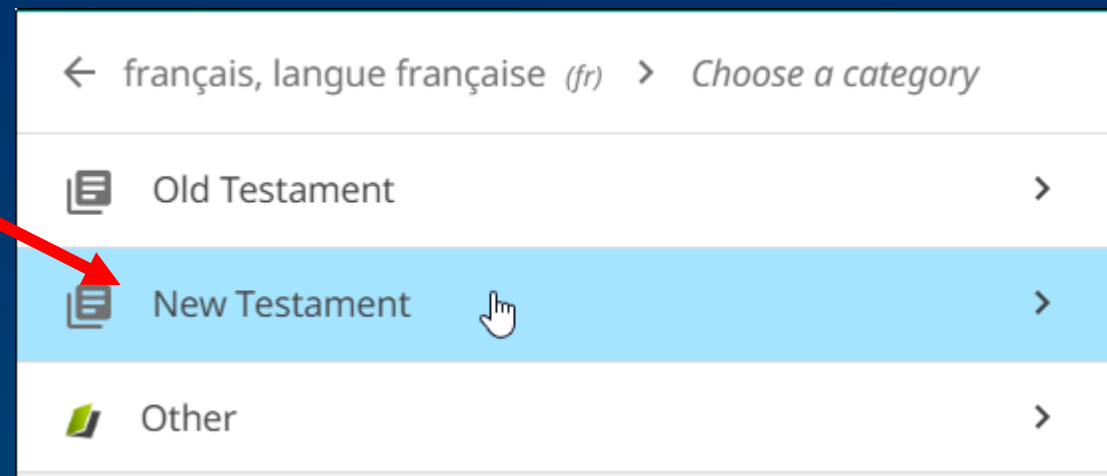 français, langue française (fr) > Choose a category
Old Testament
New Testament
Other